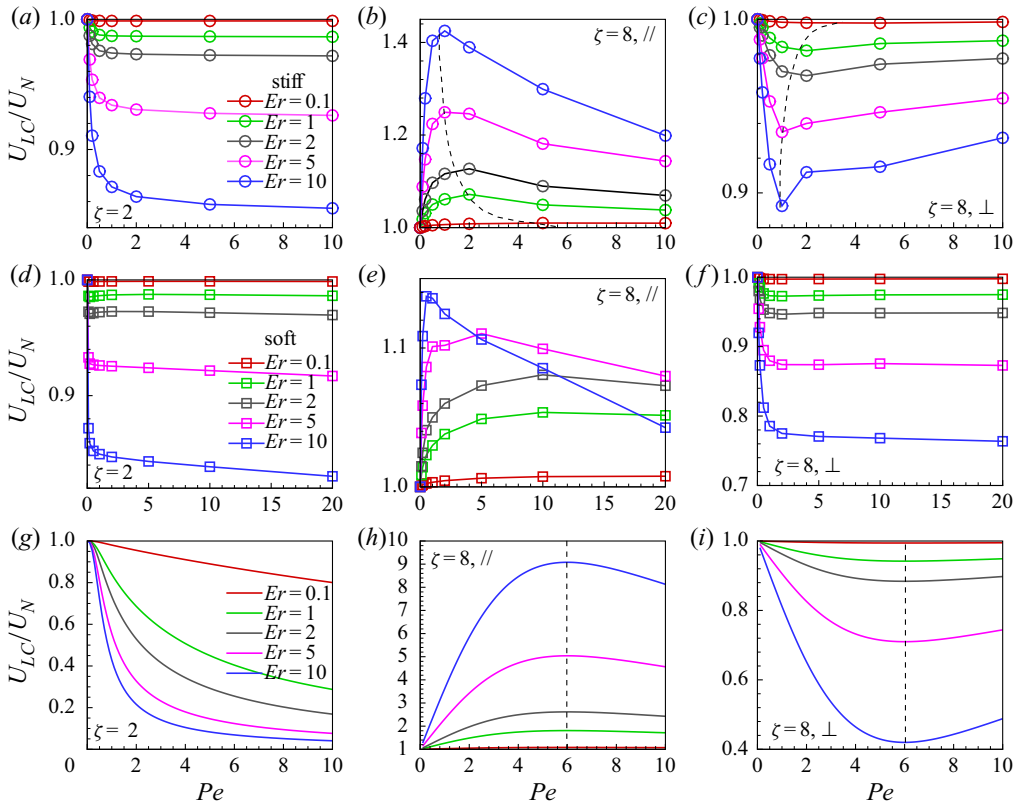 (a) (b) (c)
1.0 1.4 1.0
ζ=8, //
stiff
Er=0.1
U_LC/U_N 0.9 Er=1 1.2
Er=2
Er=5 0.9
Er=10
ζ=2 1.0 ζ=8, ⊥
0 2 4 6 8 10 0 2 4 6 8 10 0 2 4 6 8 10
(d) (e) (f)
1.0 1.0
ζ=8, //
soft 0.9
Er=0.1 1.1
U_LC/U_N 0.9 Er=1
Er=2 0.8
Er=5
Er=10
ζ=2 1.0 0.7 ζ=8, ⊥
0 5 10 15 20 0 5 10 15 20 0 5 10 15 20
(g) (h) (i)
1.0 10 1.0
ζ=8, //
9
0.8 Er=0.1 8
U_LC/U_N 0.6 Er=1 7 0.8
Er=2 6
0.4 Er=5 5
Er=10 4 0.6
0.2 3
ζ= 2 2 ζ=8, ⊥
1 0.4
0 2 4 6 8 10 0 2 4 6 8 10 0 2 4 6 8 10
Pe Pe Pe